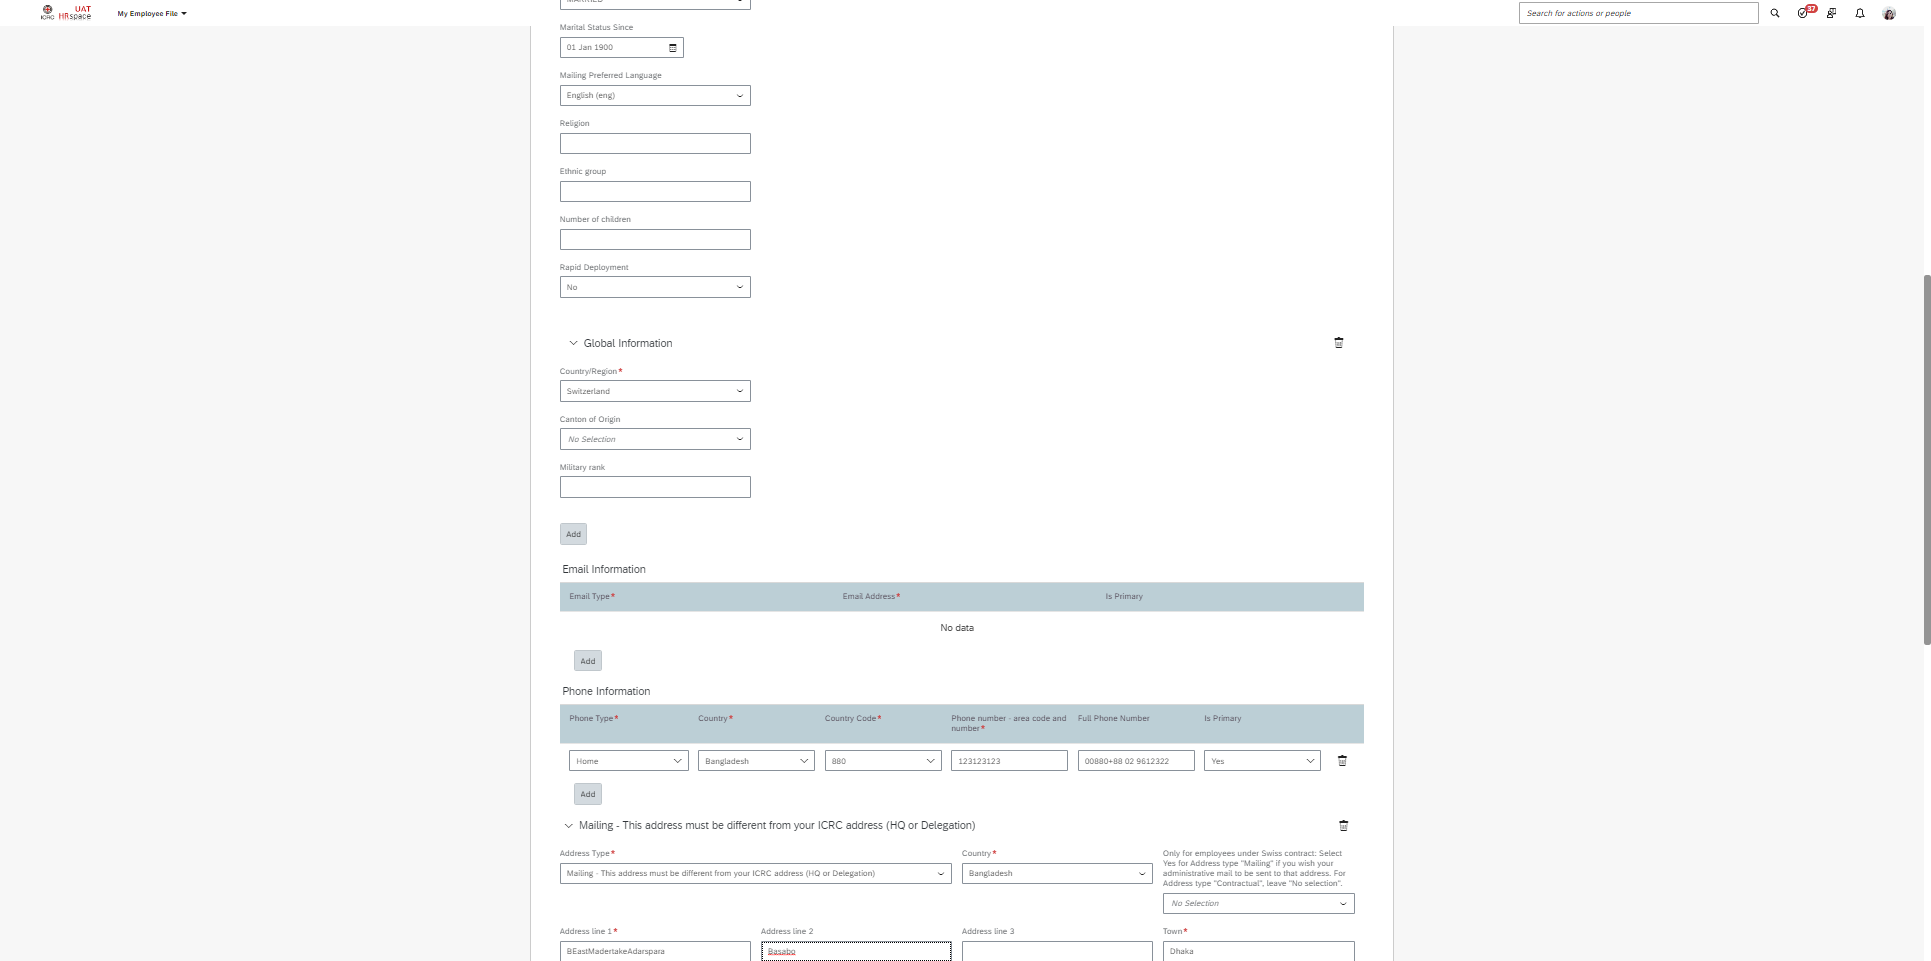 ICRC UAT HRspace My Employee File Search for actions or people 37
MARRIED
Marital Status Since
01 Jan 1900
Mailing Preferred Language
English (eng)
Religion
Ethnic group
Number of children
Rapid Deployment
No
Global Information
Country/Region*
Switzerland
Canton of Origin
No Selection
Military rank
Add
Email Information
Email Type* Email Address* Is Primary
No data
Add
Phone Information
Phone Type* Country* Country Code* Phone number - area code and number* Full Phone Number Is Primary
Home Bangladesh 880 123123123 00880+88 02 9612322 Yes
Add
Mailing - This address must be different from your ICRC address (HQ or Delegation)
Address Type* Country* Only for employees under Swiss contract: Select
Yes for Address type "Mailing" if you wish your
administrative mail to be sent to that address. For
Address type "Contractual", leave "No selection".
Mailing - This address must be different from your ICRC address (HQ or Delegation) Bangladesh
No Selection
Address line 1* Address line 2 Address line 3 Town*
BEastMadertakeAdarspara Basabo Dhaka